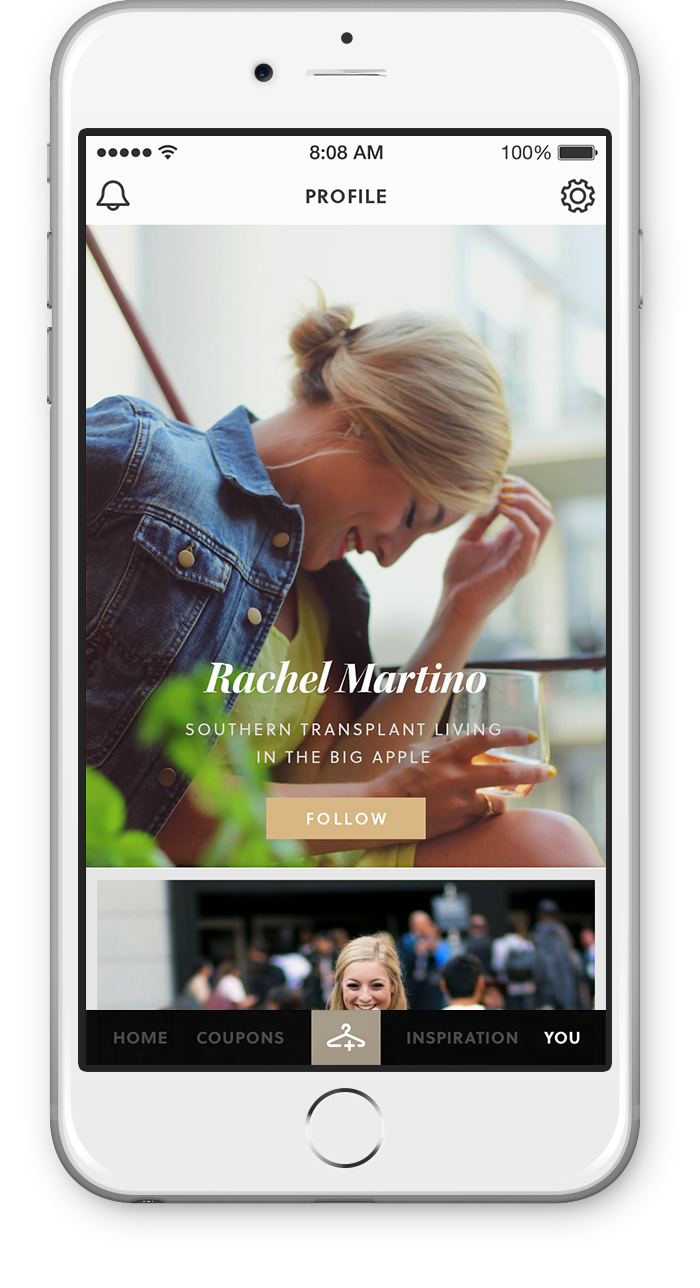 8:08 AM
100%
PROFILE
Rachel Martino
SOUTHERN TRANSPLANT LIVING
IN THE BIG APPLE
FOLLOW
HOME COUPONS INSPIRATION YOU